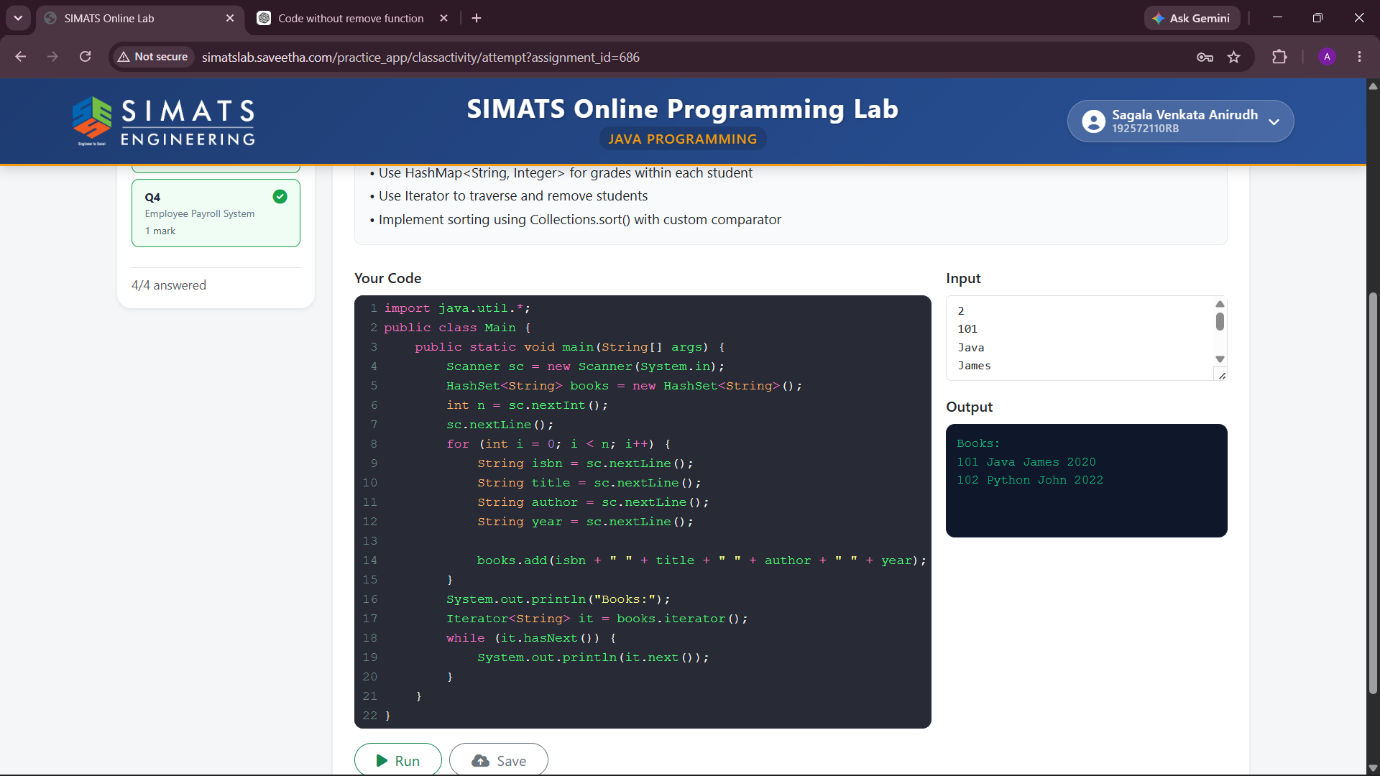 SIMATS Online Lab
Code without remove function
Ask Gemini
Not secure
simatslab.saveetha.com/practice_app/classactivity/attempt?assignment_id=686
A
SIMATS
ENGINEERING
SIMATS Online Programming Lab
JAVA PROGRAMMING
Sagala Venkata Anirudh
192572110RB
Q4
Employee Payroll System
1 mark
4/4 answered
• Use HashMap<String, Integer> for grades within each student
• Use Iterator to traverse and remove students
• Implement sorting using Collections.sort() with custom comparator
Your Code
1 import java.util.*;
2 public class Main {
3     public static void main(String[] args) {
4         Scanner sc = new Scanner(System.in);
5         HashSet<String> books = new HashSet<String>();
6         int n = sc.nextInt();
7         sc.nextLine();
8         for (int i = 0; i < n; i++) {
9             String isbn = sc.nextLine();
10             String title = sc.nextLine();
11             String author = sc.nextLine();
12             String year = sc.nextLine();
13
14             books.add(isbn + " " + title + " " + author + " " + year);
15         }
16         System.out.println("Books:");
17         Iterator<String> it = books.iterator();
18         while (it.hasNext()) {
19             System.out.println(it.next());
20         }
21     }
22 }
Run
Save
Input
2
101
Java
James
Output
Books:
101 Java James 2020
102 Python John 2022